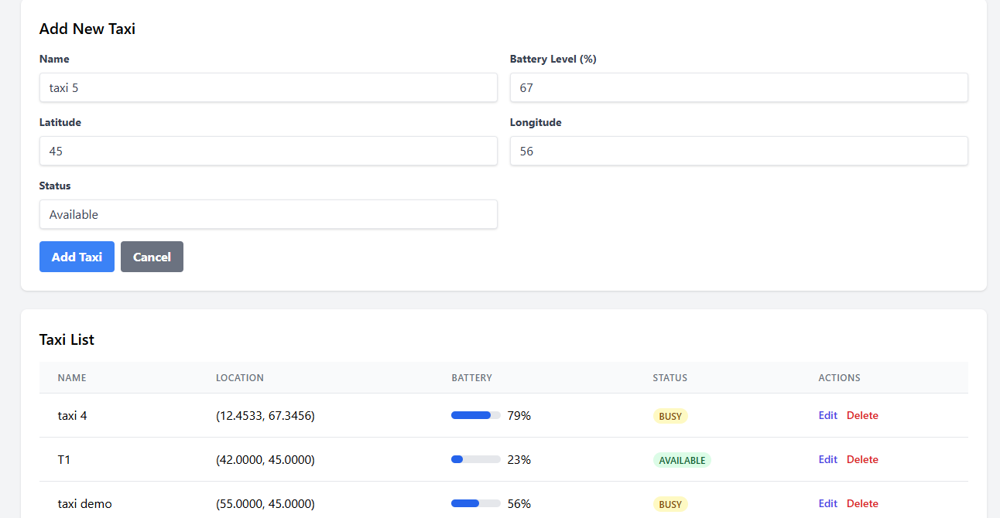 Add New Taxi
Name Battery Level (%)
taxi 5 67
Latitude Longitude
45 56
Status
Available
Add Taxi Cancel
Taxi List
NAME LOCATION BATTERY STATUS ACTIONS
taxi 4 (12.4533, 67.3456) 79% BUSY Edit Delete
T1 (42.0000, 45.0000) 23% AVAILABLE Edit Delete
taxi demo (55.0000, 45.0000) 56% BUSY Edit Delete